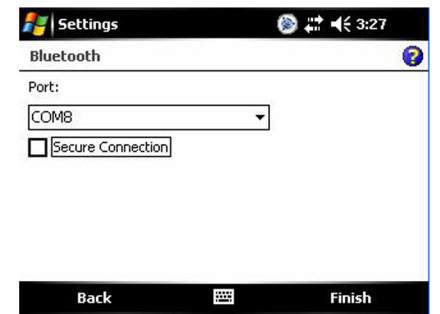 Settings 3:27
Bluetooth
Port:
COM8
Secure Connection
Back Finish